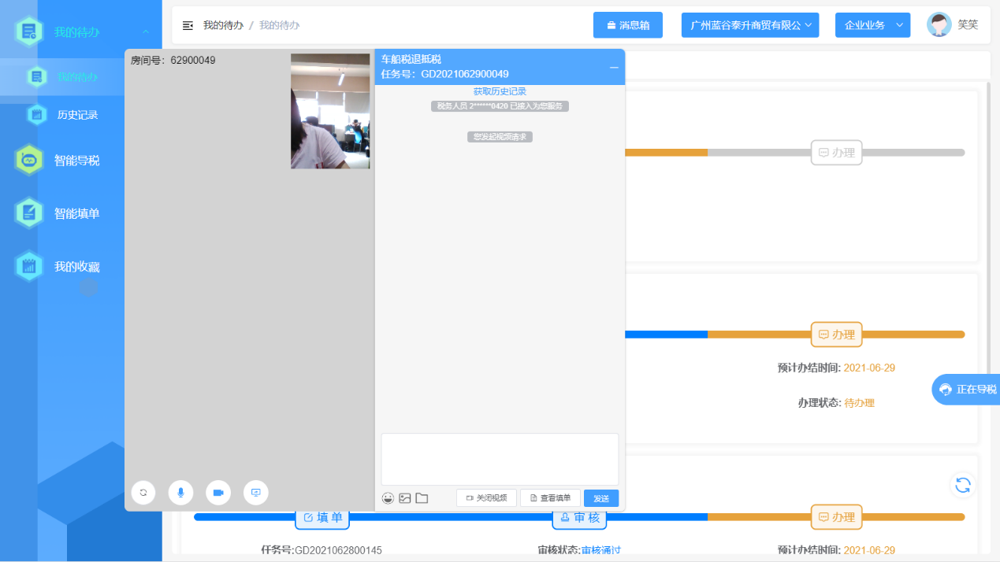 我的待办
我的待办
历史记录
智能导税
智能填单
我的收藏
我的待办 / 我的待办
消息箱
广州蓝谷泰升商贸有限公
企业业务
笑笑
房间号：62900049
车船税退抵税
任务号：GD2021062900049
获取历史记录
税务人员 2******0420 已接入为您服务
您发起视频请求
关闭视频
查看填单
发送
办理
办理
预计办结时间: 2021-06-29
办理状态: 待办理
正在导税
填单
审核
办理
任务号:GD2021062800145
审核状态:审核通过
预计办结时间: 2021-06-29